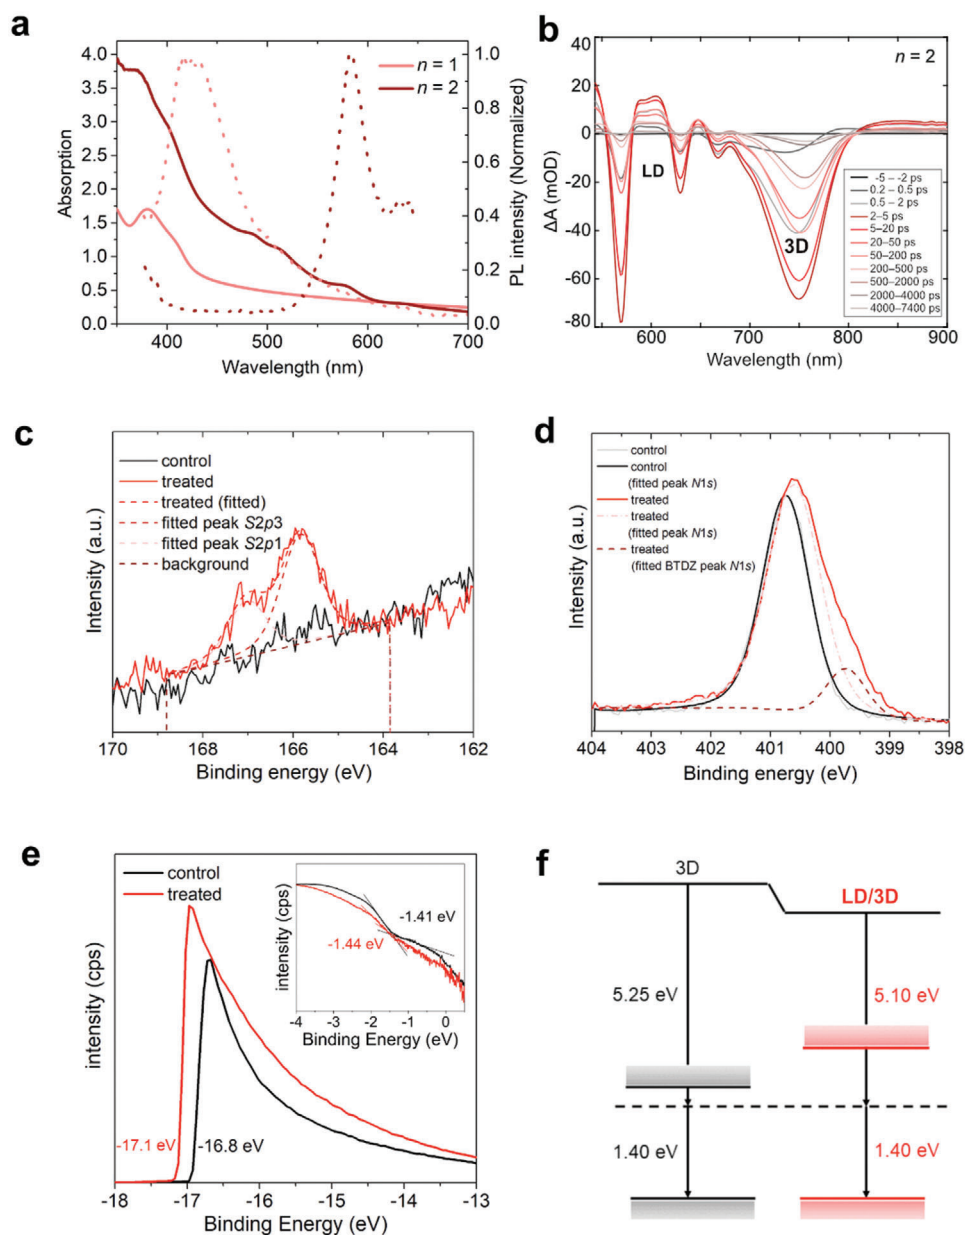 a
4.0
3.5
3.0
2.5
2.0
1.5
1.0
0.5
0.0
Absorption
n = 1
n = 2
1.0
0.8
0.6
0.4
0.2
0.0
PL intensity (Normalized)
400
500
600
700
Wavelength (nm)
b
40
20
0
-20
-40
-60
-80
ΔA (mOD)
n = 2
LD
3D
-5 – -2 ps
0.2 – 0.5 ps
0.5 – 2 ps
2–5 ps
5–20 ps
20–50 ps
50–200 ps
200–500 ps
500–2000 ps
2000–4000 ps
4000–7400 ps
600
700
800
900
Wavelength (nm)
c
control
treated
treated (fitted)
fitted peak S2p3
fitted peak S2p1
background
Intensity (a.u.)
170
168
166
164
162
Binding energy (eV)
d
control
control
(fitted peak N1s)
treated
treated
(fitted peak N1s)
treated
(fitted BTDZ peak N1s)
Intensity (a.u.)
404
403
402
401
400
399
398
Binding energy (eV)
e
control
treated
intensity (cps)
-17.1 eV
-16.8 eV
-18
-17
-16
-15
-14
-13
Binding Energy (eV)
intensity (cps)
-1.41 eV
-1.44 eV
-4
-3
-2
-1
0
Binding Energy (eV)
f
3D
LD/3D
5.25 eV
5.10 eV
1.40 eV
1.40 eV